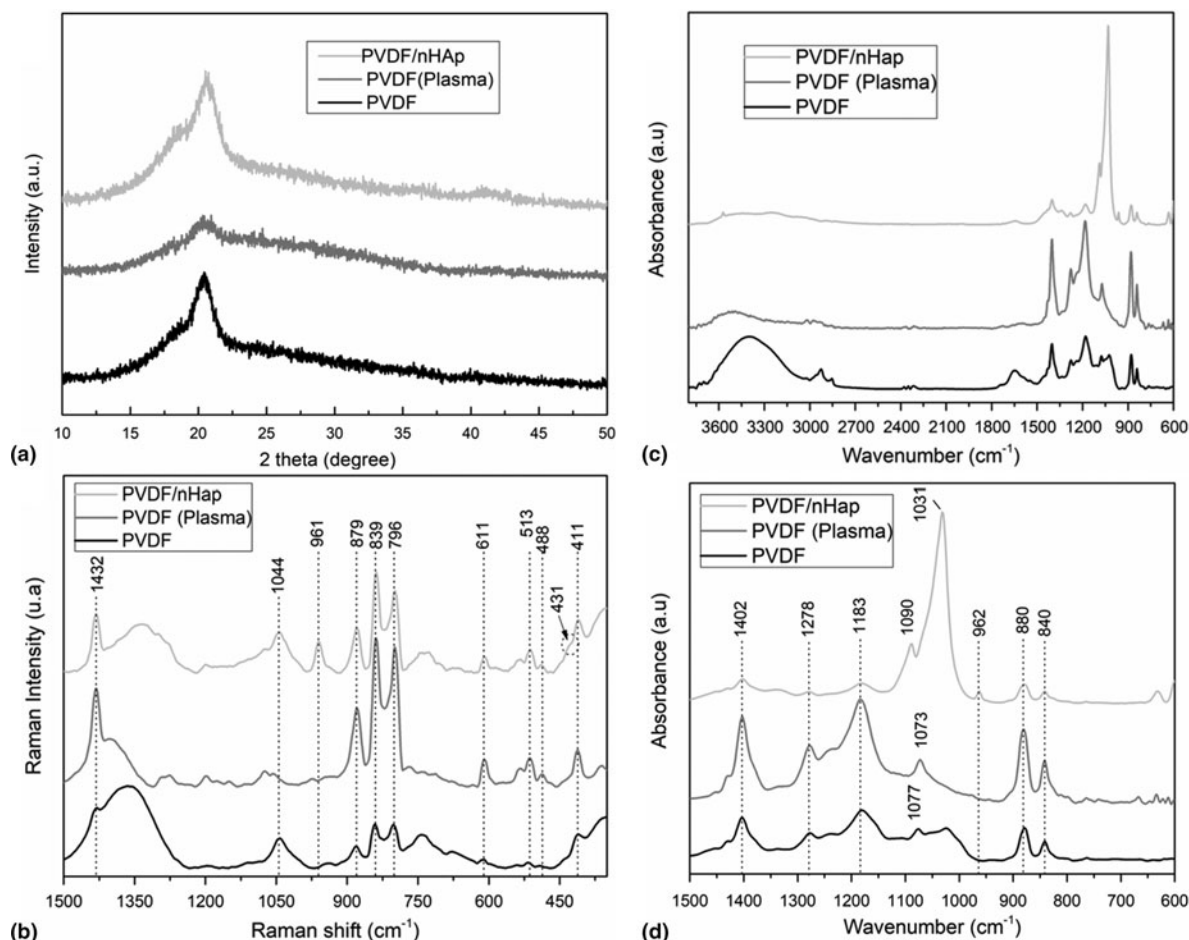 PVDF/nHAp
PVDF(Plasma)
PVDF
Intensity (a.u.)
10 15 20 25 30 35 40 45 50
2 theta (degree)
(a)
PVDF/nHap
PVDF (Plasma)
PVDF
Absorbance (a.u)
3600 3300 3000 2700 2400 2100 1800 1500 1200 900 600
Wavenumber (cm-1)
(c)
PVDF/nHap
PVDF (Plasma)
PVDF
1432
1044
961
879
839
796
611
513
488
431
411
Raman Intensity (u.a)
1500 1350 1200 1050 900 750 600 450
Raman shift (cm-1)
(b)
PVDF/nHap
PVDF (Plasma)
PVDF
1031
1402
1278
1183
1090
962
880
840
1073
1077
Absorbance (a.u)
1500 1400 1300 1200 1100 1000 900 800 700 600
Wavenumber (cm-1)
(d)